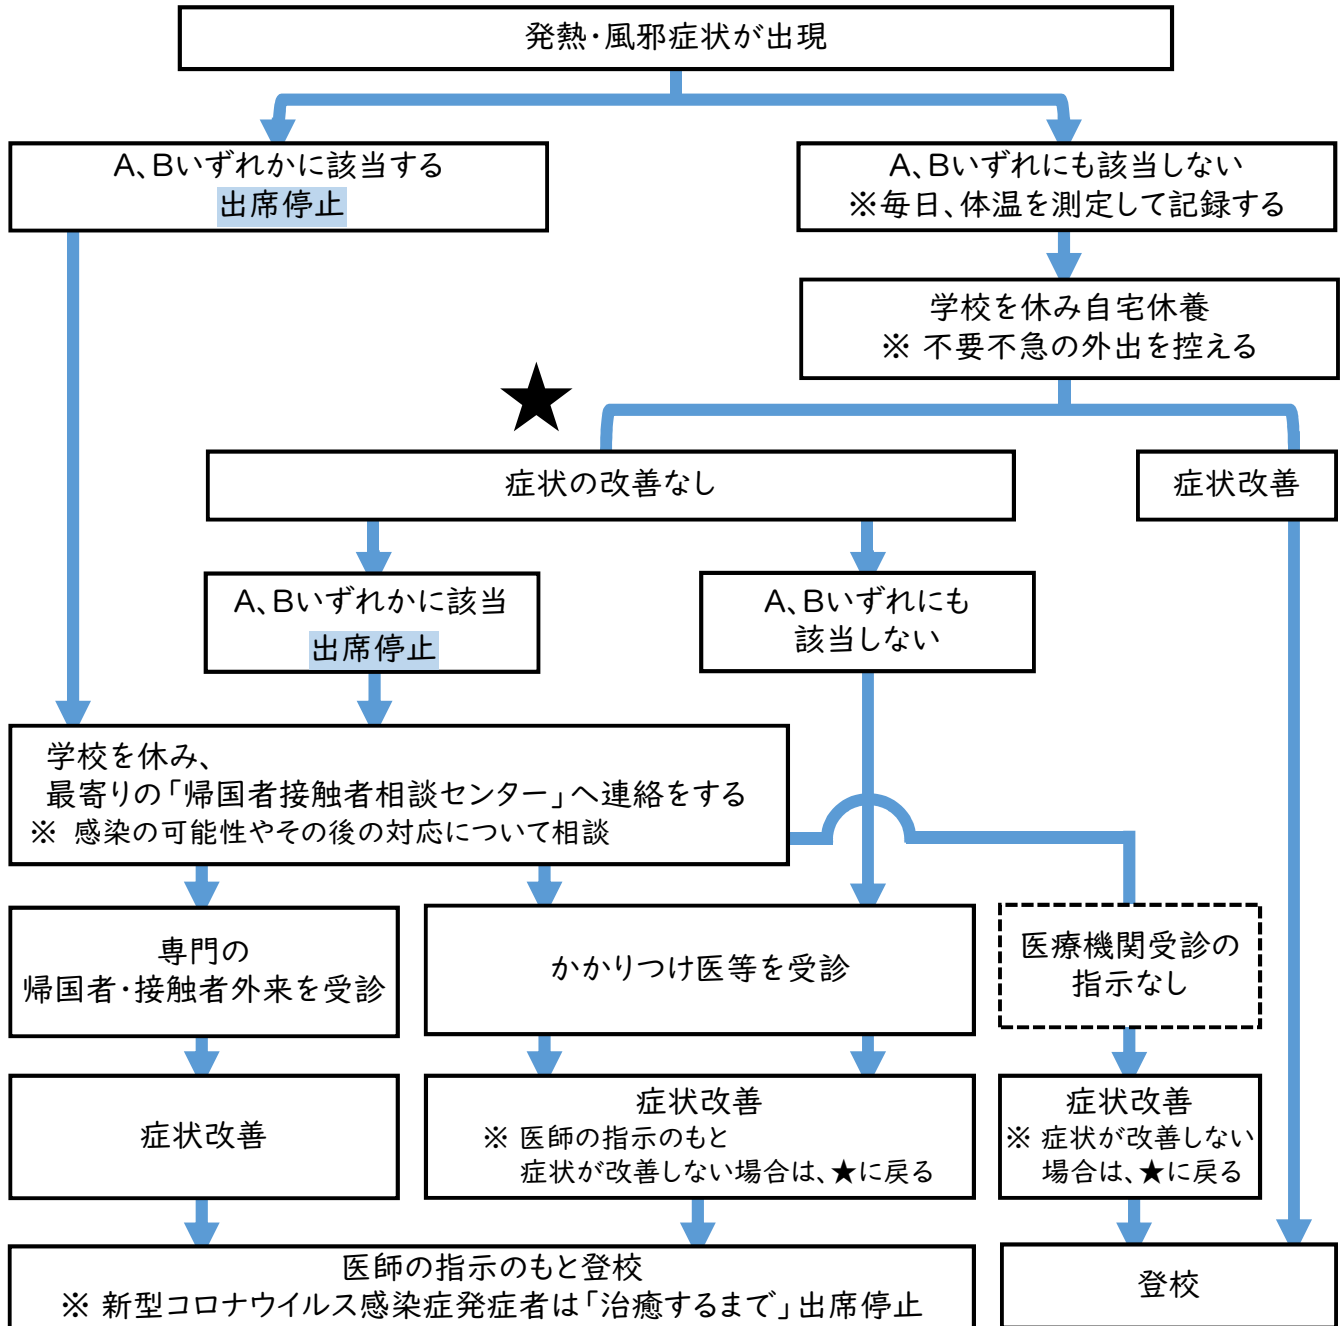 発熱・風邪症状が出現
A、Bいずれかに該当する
出席停止
A、Bいずれにも該当しない
※毎日、体温を測定して記録する
学校を休み自宅休養
※ 不要不急の外出を控える
★
症状の改善なし
症状改善
A、Bいずれかに該当
出席停止
A、Bいずれにも
該当しない
学校を休み、
最寄りの「帰国者接触者相談センター」へ連絡をする
※ 感染の可能性やその後の対応について相談
専門の
帰国者・接触者外来を受診
かかりつけ医等を受診
医療機関受診の
指示なし
症状改善
症状改善
※ 医師の指示のもと
症状が改善しない場合は、★に戻る
症状改善
※ 症状が改善しない
場合は、★に戻る
医師の指示のもと登校
※ 新型コロナウイルス感染症発症者は「治癒するまで」出席停止
登校